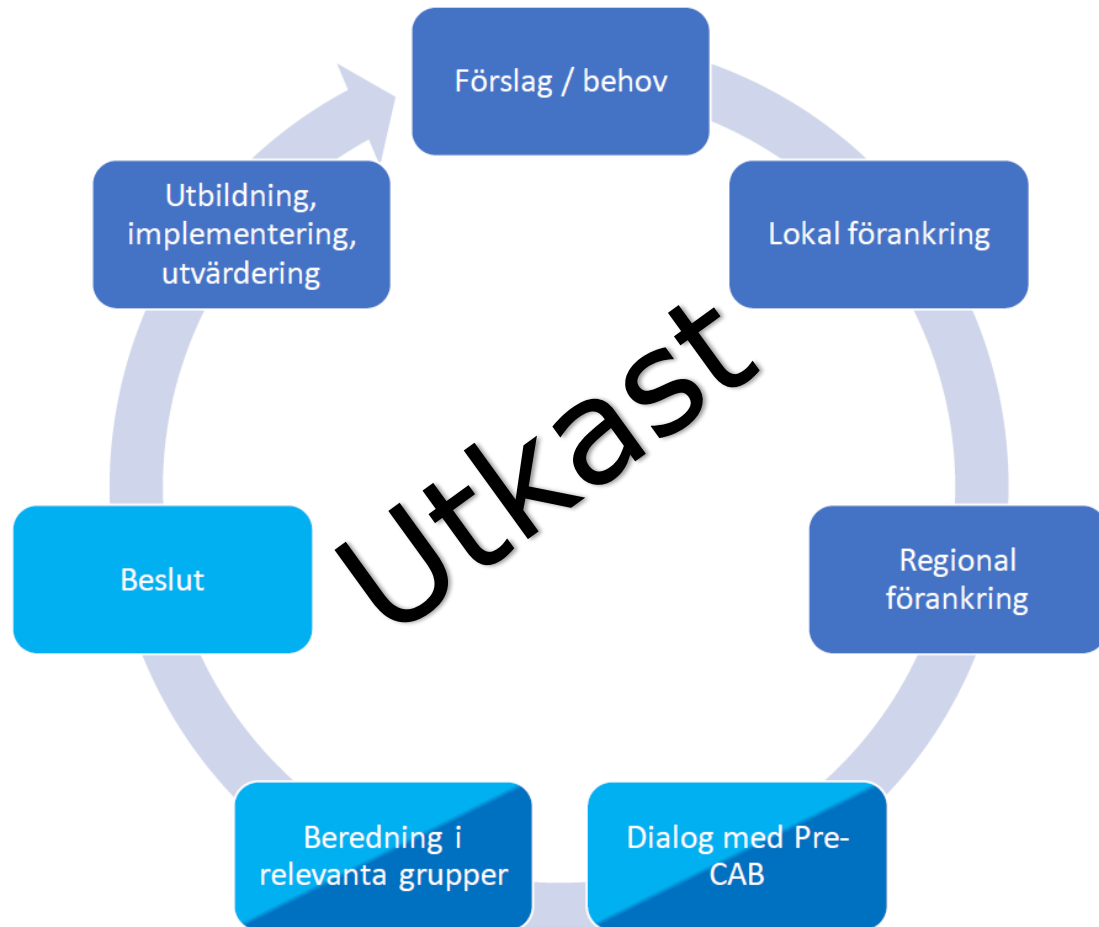 Förslag / behov
Lokal förankring
Regional
förankring
Dialog med Pre-
CAB
Beredning i
relevanta grupper
Beslut
Utbildning,
implementering,
utvärdering
Utkast